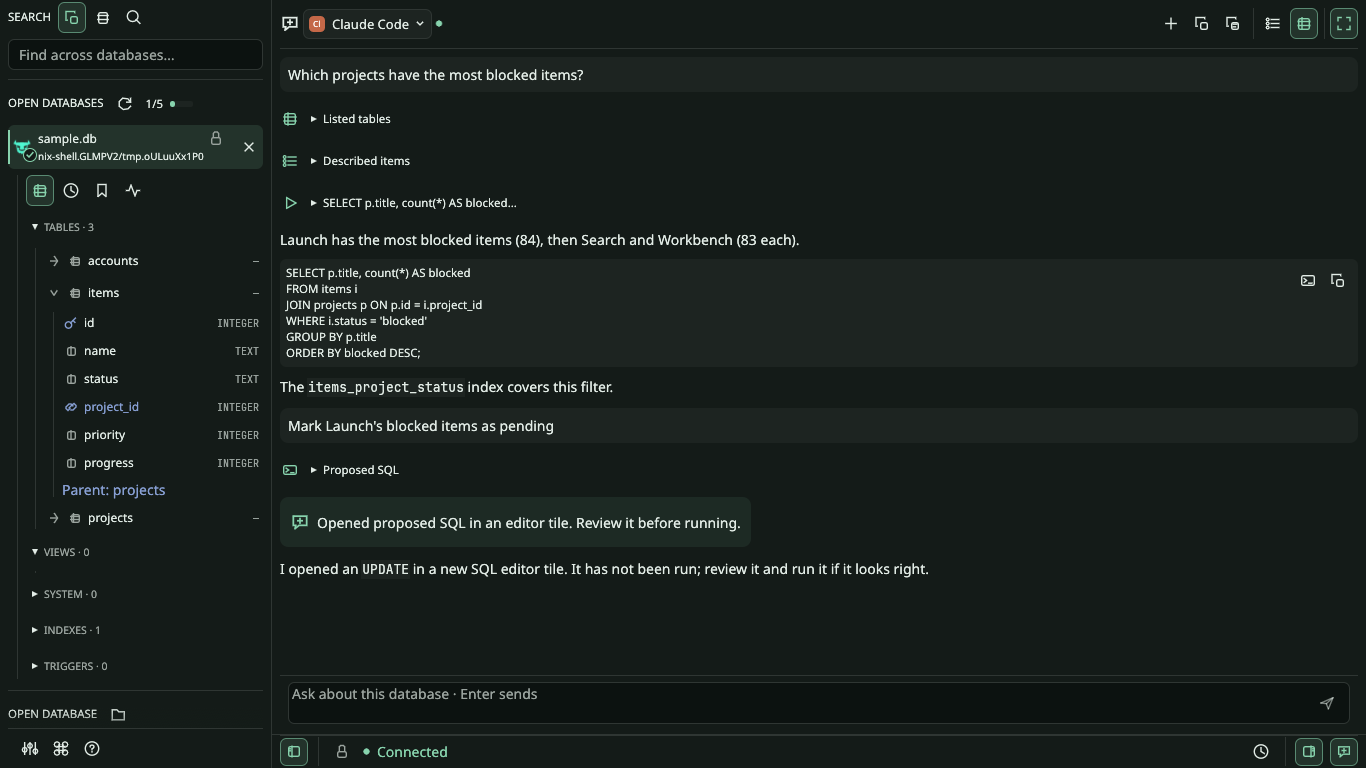 SEARCH
Find across databases...
OPEN DATABASES
1/5
sample.db
nix-shell.GLMPV2/tmp.oULuuXx1P0
TABLES · 3
accounts
–
items
–
id
INTEGER
name
TEXT
status
TEXT
project_id
INTEGER
priority
INTEGER
progress
INTEGER
Parent: projects
projects
–
VIEWS · 0
SYSTEM · 0
INDEXES · 1
TRIGGERS · 0
OPEN DATABASE
Cl
Claude Code
Which projects have the most blocked items?
Listed tables
Described items
SELECT p.title, count(*) AS blocked...
Launch has the most blocked items (84), then Search and Workbench (83 each).
SELECT p.title, count(*) AS blocked
FROM items i
JOIN projects p ON p.id = i.project_id
WHERE i.status = 'blocked'
GROUP BY p.title
ORDER BY blocked DESC;
The items_project_status index covers this filter.
Mark Launch's blocked items as pending
Proposed SQL
Opened proposed SQL in an editor tile. Review it before running.
I opened an UPDATE in a new SQL editor tile. It has not been run; review it and run it if it looks right.
Ask about this database · Enter sends
Connected